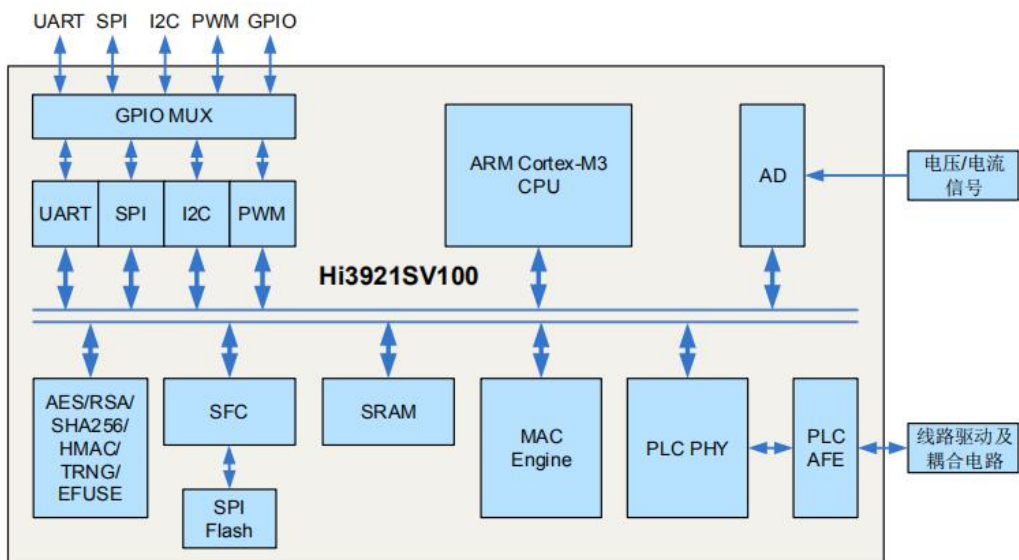 UART SPI I2C PWM GPIO
GPIO MUX
UART SPI I2C PWM
ARM Cortex-M3
CPU
AD
电压/电流
信号
Hi3921SV100
AES/RSA/
SHA256/
HMAC/
TRNG/
EFUSE
SFC
SPI
Flash
SRAM
MAC
Engine
PLC PHY
PLC
AFE
线路驱动及
耦合电路